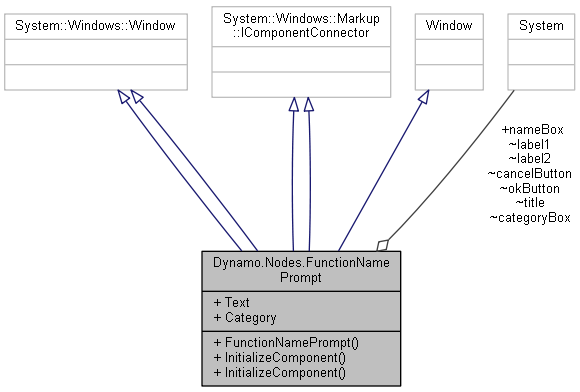 System::Windows::Window
System::Windows::Markup
::IComponentConnector
Window
System
+nameBox
~label1
~label2
~cancelButton
~okButton
~title
~categoryBox
Dynamo.Nodes.FunctionName
Prompt
+ Text
+ Category
+ FunctionNamePrompt()
+ InitializeComponent()
+ InitializeComponent()